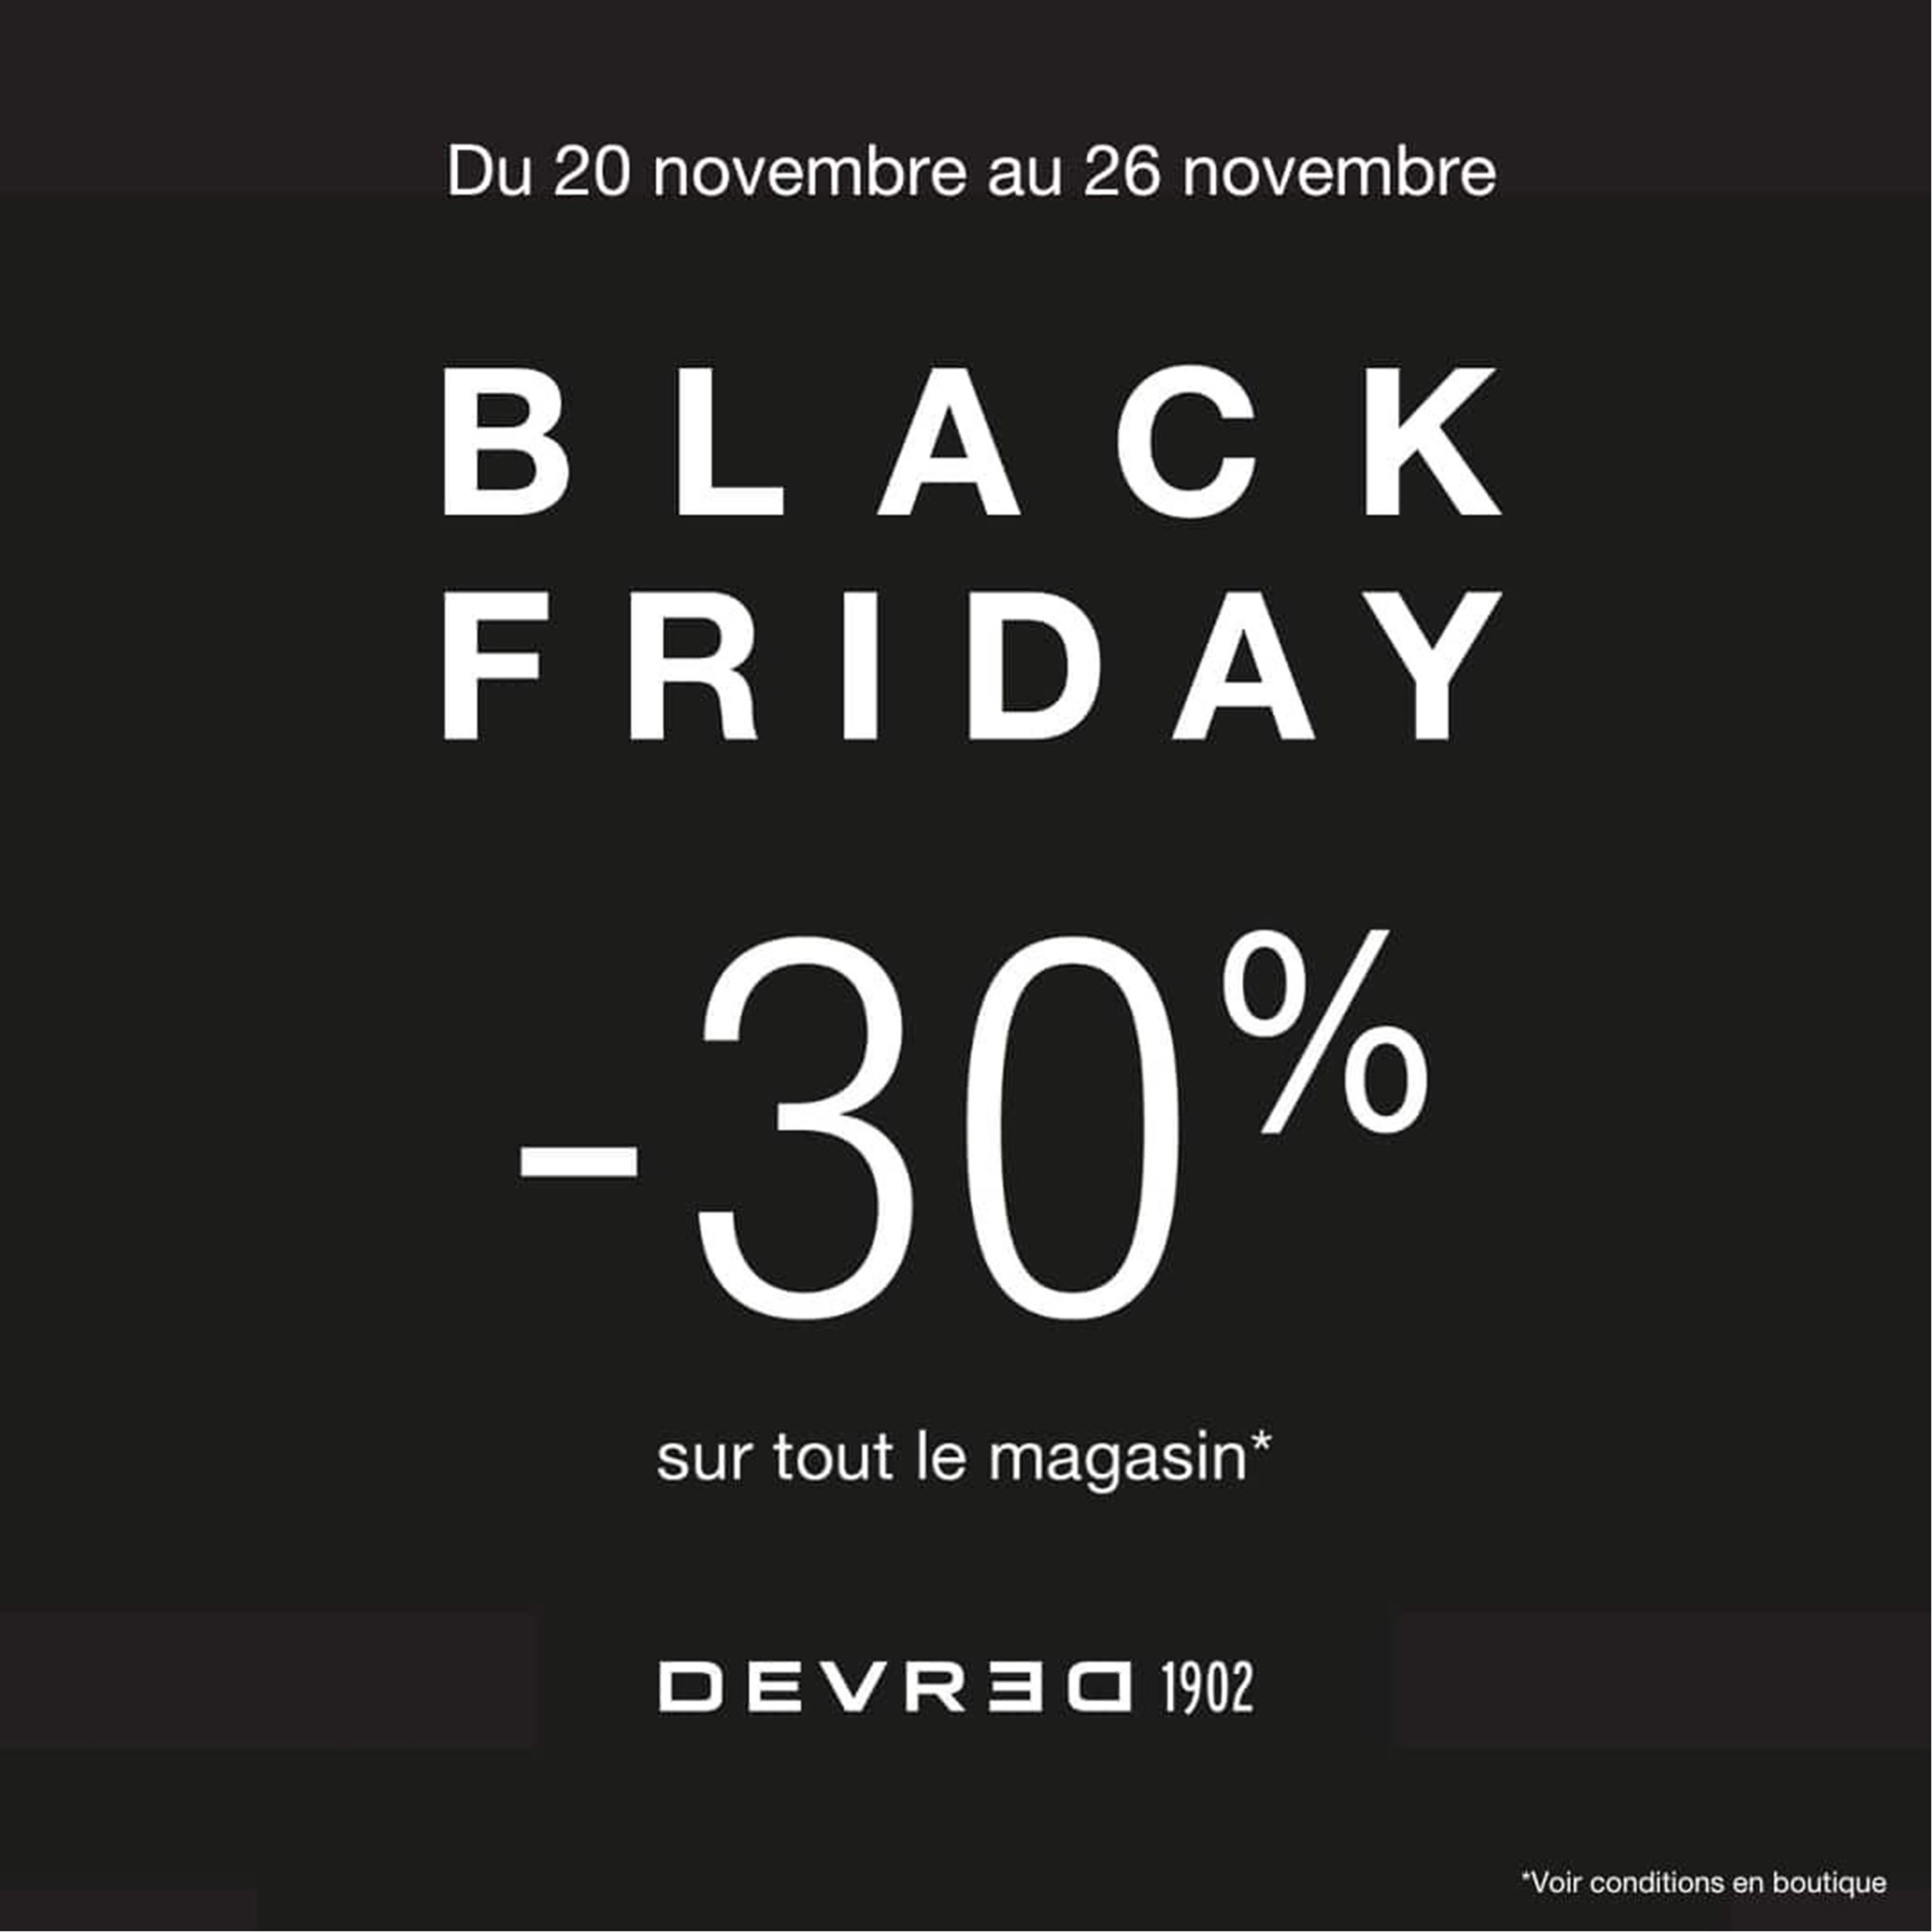 Du 20 novembre au 26 novembre
BLACK
FRIDAY
-30%
sur tout le magasin*
DEVRED 1902
*Voir conditions en boutique